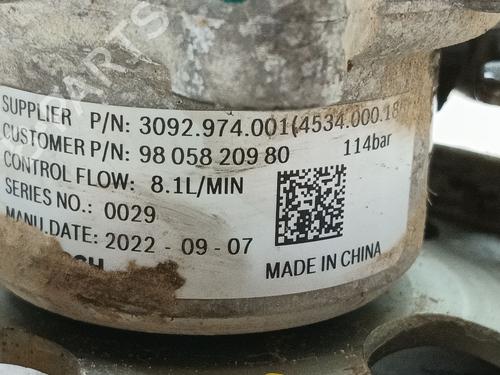 SUPPLIER P/N: 3092.974.001(4534.000.18
CUSTOMER P/N: 98 058 209 80
114bar
CONTROL FLOW: 8.1L/MIN
SERIES NO.: 0029
MANU.DATE: 2022 - 09 - 07
MADE IN CHINA